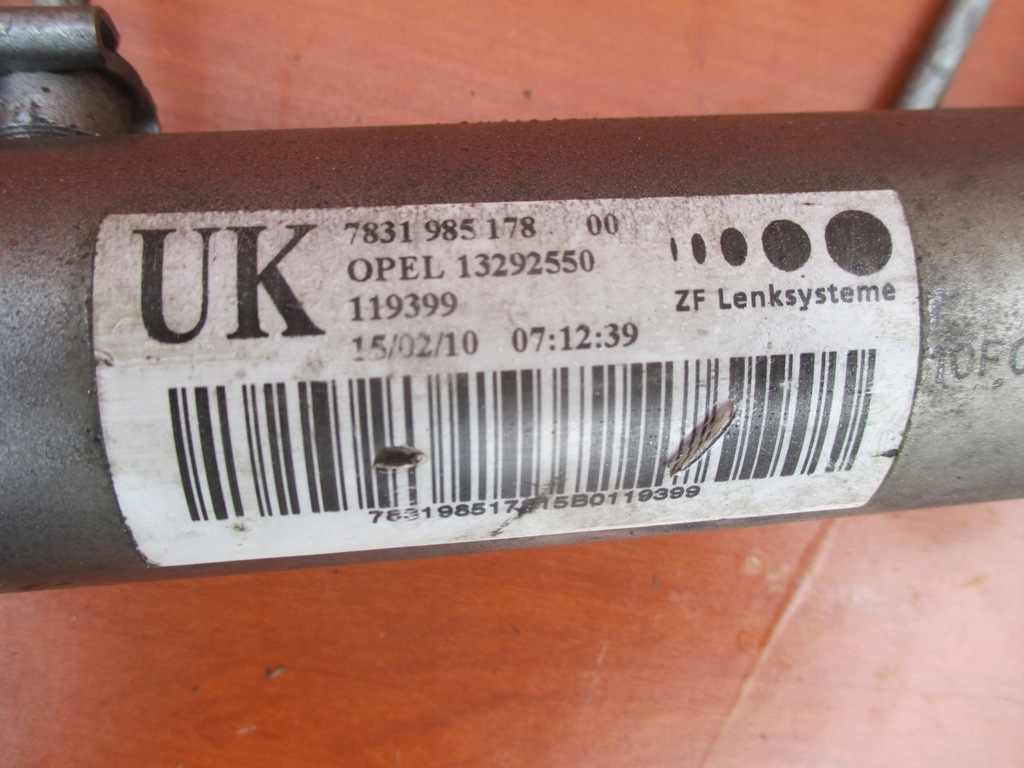 UK
7831 985 178 00
OPEL 13292550
119399
15/02/10 07:12:39
ZF Lenksysteme